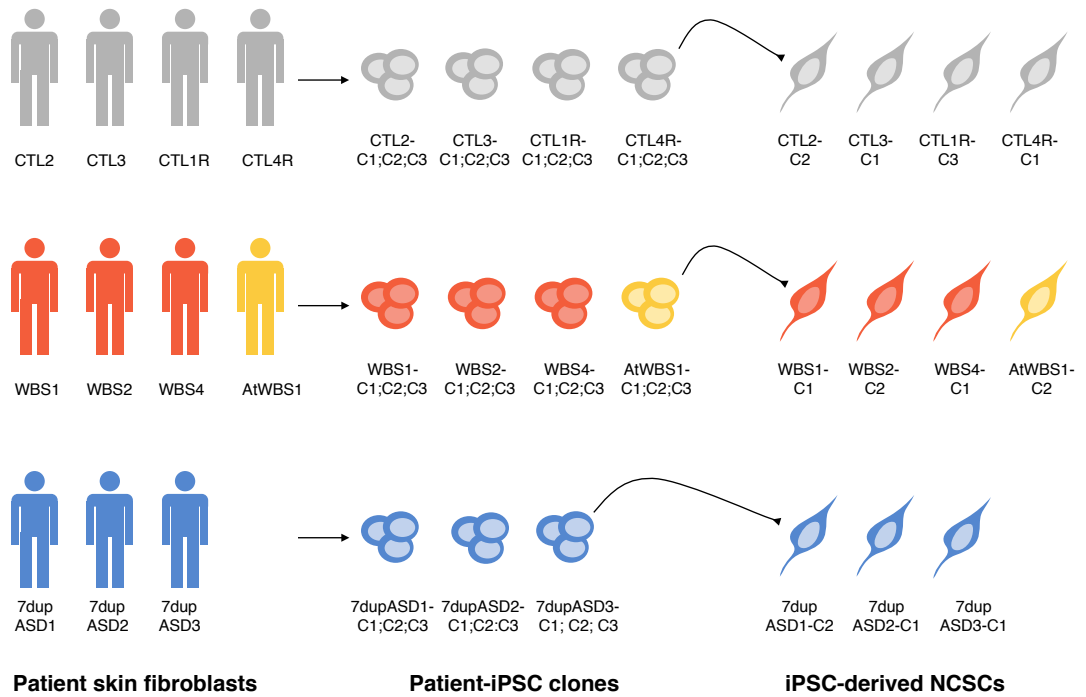 CTL2 CTL3 CTL1R CTL4R
CTL2- CTL3- CTL1R- CTL4R-
C1;C2;C3 C1;C2;C3 C1;C2;C3 C1;C2;C3
CTL2- CTL3- CTL1R- CTL4R-
C2 C1 C3 C1
WBS1 WBS2 WBS4 AtWBS1
WBS1- WBS2- WBS4- AtWBS1-
C1;C2;C3 C1;C2;C3 C1;C2;C3 C1;C2;C3
WBS1- WBS2- WBS4- AtWBS1-
C1 C2 C1 C2
7dup 7dup 7dup
ASD1 ASD2 ASD3
7dupASD1- 7dupASD2- 7dupASD3-
C1;C2;C3 C1;C2:C3 C1; C2; C3
7dup 7dup 7dup
ASD1-C2 ASD2-C1 ASD3-C1
Patient skin fibroblasts
Patient-iPSC clones
iPSC-derived NCSCs